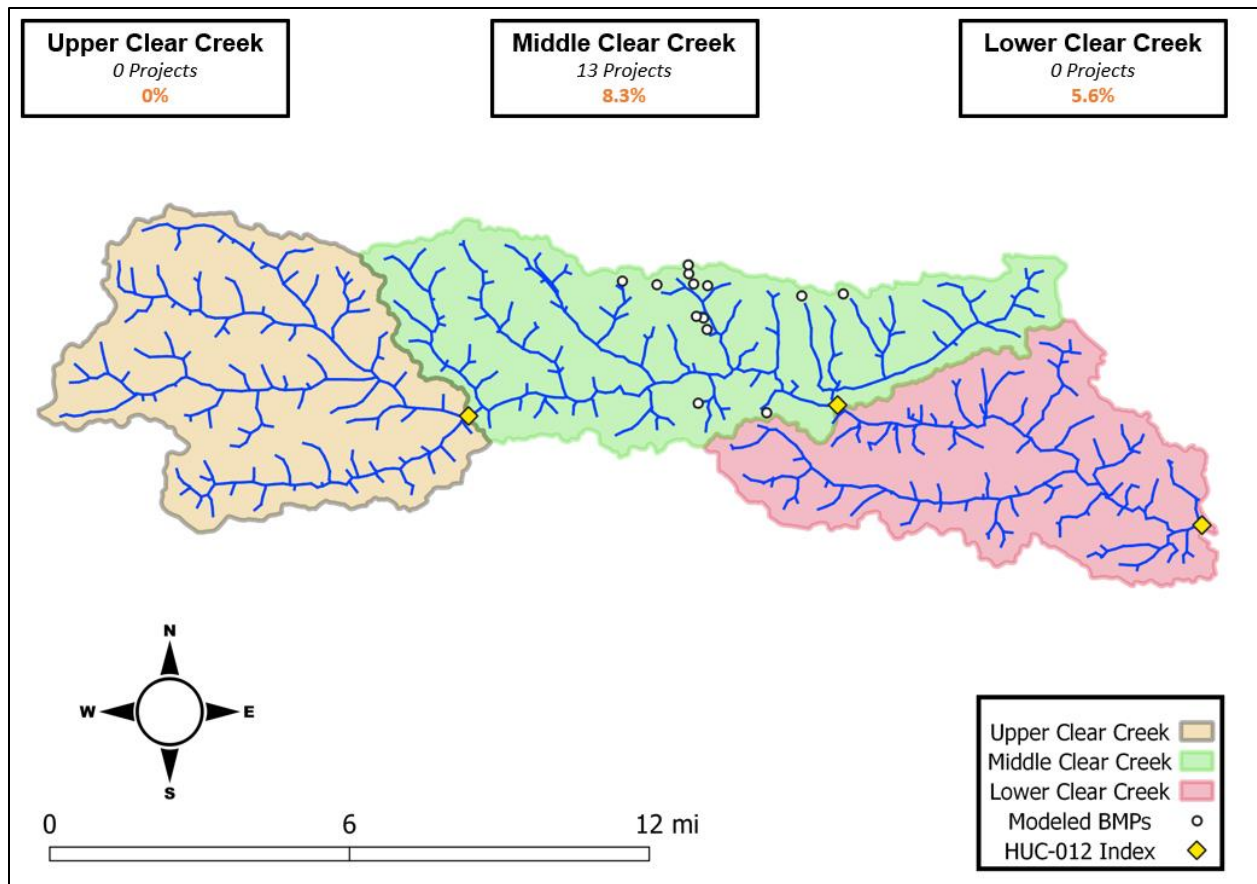 Upper Clear Creek
0 Projects
0%
Middle Clear Creek
13 Projects
8.3%
Lower Clear Creek
0 Projects
5.6%
N
W
E
S
0
6
12 mi
Upper Clear Creek
Middle Clear Creek
Lower Clear Creek
Modeled BMPs
HUC-012 Index